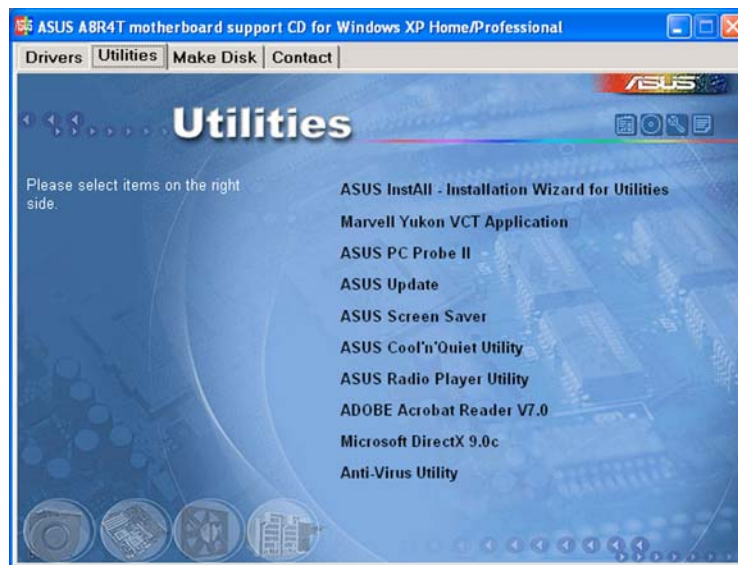 ASUS A8R4T motherboard support CD for Windows XP Home/Professional
Drivers Utilities Make Disk Contact
ASUS
Utilities
Please select items on the right
side.
ASUS InstAll - Installation Wizard for Utilities
Marvell Yukon VCT Application
ASUS PC Probe II
ASUS Update
ASUS Screen Saver
ASUS Cool'n'Quiet Utility
ASUS Radio Player Utility
ADOBE Acrobat Reader V7.0
Microsoft DirectX 9.0c
Anti-Virus Utility